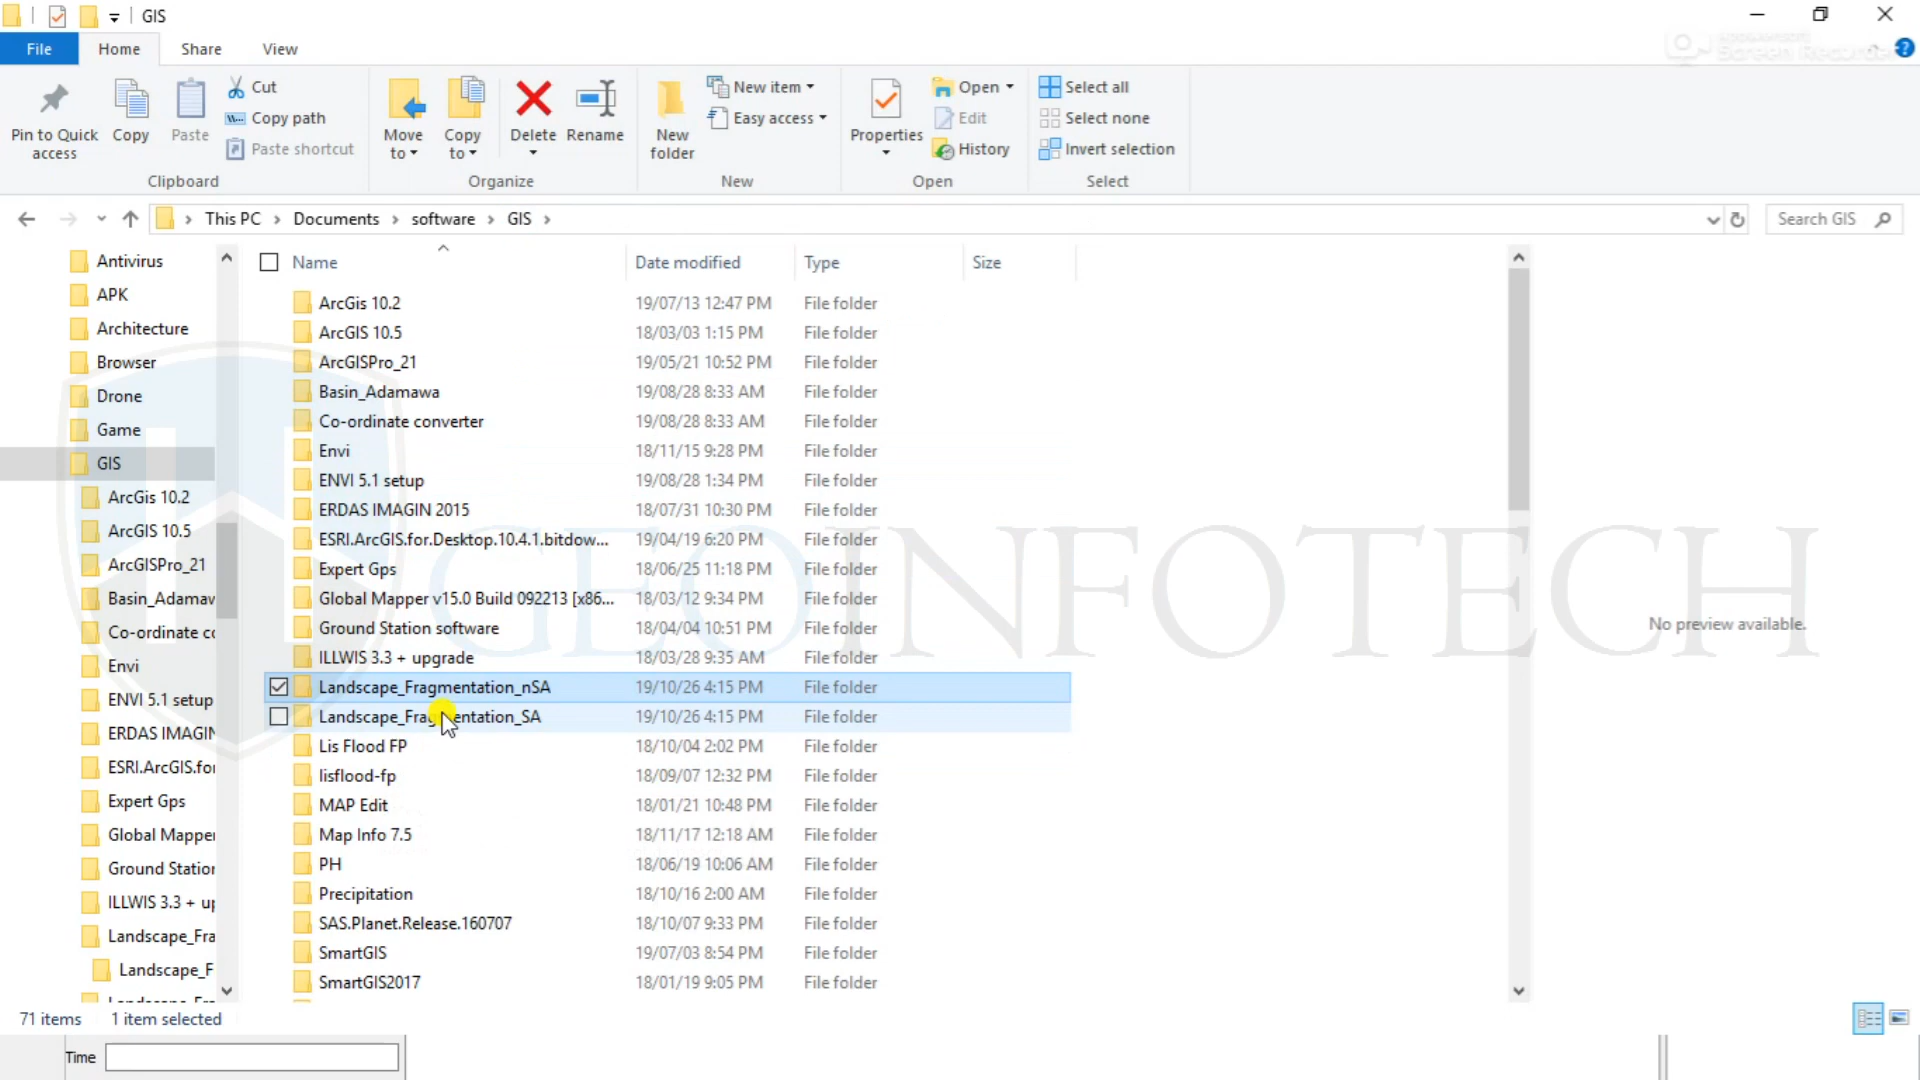 GIS
File Home Share View
Pin to Quick access
Copy
Paste
Cut
Copy path
Paste shortcut
Clipboard
Move to
Copy to
Delete
Rename
Organize
New folder
New item
Easy access
New
Properties
Open
Edit
History
Open
Select all
Select none
Invert selection
Select
This PC > Documents > software > GIS >
Search GIS
Antivirus
APK
Architecture
Browser
Drone
Game
GIS
ArcGis 10.2
ArcGIS 10.5
ArcGISPro_21
Basin_Adamaw
Co-ordinate co
Envi
ENVI 5.1 setup
ERDAS IMAGIN
ESRI.ArcGIS.for
Expert Gps
Global Mapper
Ground Station
ILLWIS 3.3 + up
Landscape_Fra
Landscape_F
Name Date modified Type Size
ArcGis 10.2 19/07/13 12:47 PM File folder
ArcGIS 10.5 18/03/03 1:15 PM File folder
ArcGISPro_21 19/05/21 10:52 PM File folder
Basin_Adamawa 19/08/28 8:33 AM File folder
Co-ordinate converter 19/08/28 8:33 AM File folder
Envi 18/11/15 9:28 PM File folder
ENVI 5.1 setup 19/08/28 1:34 PM File folder
ERDAS IMAGIN 2015 18/07/31 10:30 PM File folder
ESRI.ArcGIS.for.Desktop.10.4.1.bitdow... 19/04/19 6:20 PM File folder
Expert Gps 18/06/25 11:18 PM File folder
Global Mapper v15.0 Build 092213 [x86... 18/03/12 9:34 PM File folder
Ground Station software 18/04/04 10:51 PM File folder
ILLWIS 3.3 + upgrade 18/03/28 9:35 AM File folder
Landscape_Fragmentation_nSA 19/10/26 4:15 PM File folder
Landscape_Fragmentation_SA 19/10/26 4:15 PM File folder
Lis Flood FP 18/10/04 2:02 PM File folder
lisflood-fp 18/09/07 12:32 PM File folder
MAP Edit 18/01/21 10:48 PM File folder
Map Info 7.5 18/11/17 12:18 AM File folder
PH 18/06/19 10:06 AM File folder
Precipitation 18/10/16 2:00 AM File folder
SAS.Planet.Release.160707 18/10/07 9:33 PM File folder
SmartGIS 19/07/03 8:54 PM File folder
SmartGIS2017 18/01/19 9:05 PM File folder
No preview available.
GEOINFOTECH
71 items 1 item selected
Time
Screen Recorder